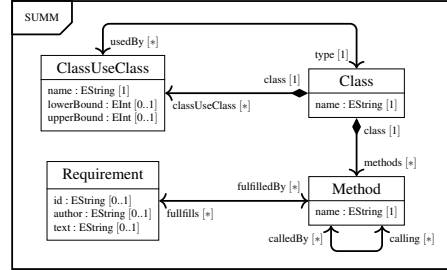 SUMM
usedBy [*]
type [1]
ClassUseClass
name : EString [1]
lowerBound : EInt [0..1]
upperBound : EInt [0..1]
class [1]
classUseClass [*]
Class
name : EString [1]
class [1]
methods [*]
Requirement
id : EString [0..1]
author : EString [0..1]
text : EString [0..1]
fulfilledBy [*]
fullfills [*]
Method
name : EString [1]
calledBy [*]
calling [*]